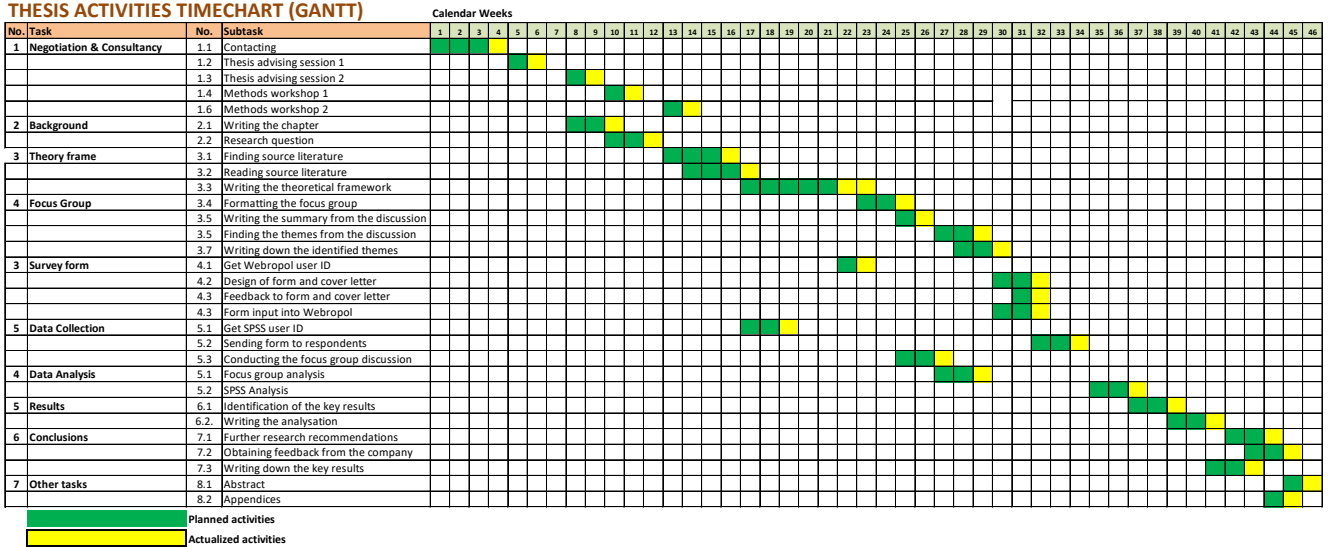 THESIS ACTIVITIES TIMECHART (GANTT) Calendar Weeks
No. Task No. Subtask 1 2 3 4 5 6 7 8 9 10 11 12 13 14 15 16 17 18 19 20 21 22 23 24 25 26 27 28 29 30 31 32 33 34 35 36 37 38 39 40 41 42 43 44 45 46
1 Negotiation & Consultancy 1.1 Contacting
1.2 Thesis advising session 1
1.3 Thesis advising session 2
1.4 Methods workshop 1
1.6 Methods workshop 2
2 Background 2.1 Writing the chapter
2.2 Research question
3 Theory frame 3.1 Finding source literature
3.2 Reading source literature
3.3 Writing the theoretical framework
4 Focus Group 3.4 Formatting the focus group
3.5 Writing the summary from the discussion
3.5 Finding the themes from the discussion
3.7 Writing down the identified themes
3 Survey form 4.1 Get Webropol user ID
4.2 Design of form and cover letter
4.3 Feedback to form and cover letter
4.3 Form input into Webropol
5 Data Collection 5.1 Get SPSS user ID
5.2 Sending form to respondents
5.3 Conducting the focus group discussion
4 Data Analysis 5.1 Focus group analysis
5.2 SPSS Analysis
5 Results 6.1 Identification of the key results
6.2. Writing the analysation
6 Conclusions 7.1 Further research recommendations
7.2 Obtaining feedback from the company
7.3 Writing down the key results
7 Other tasks 8.1 Abstract
8.2 Appendices
Planned activities
Actualized activities